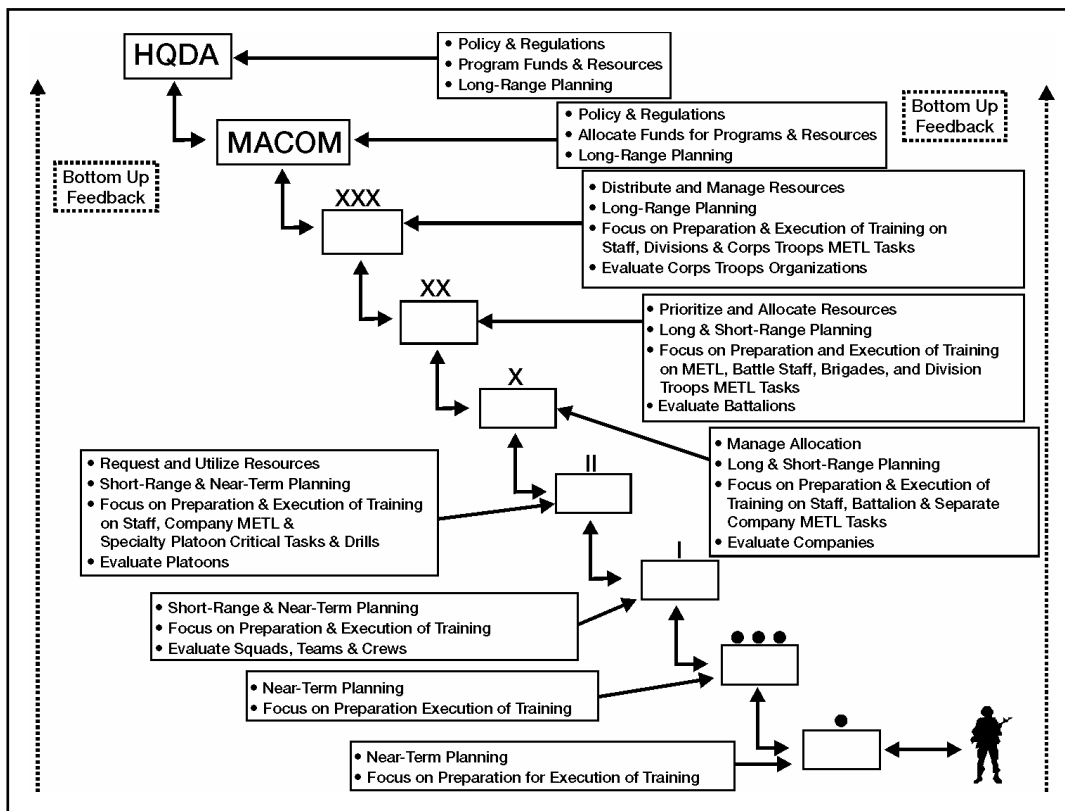 HQDA
• Policy & Regulations
• Program Funds & Resources
• Long-Range Planning
Bottom Up
Feedback
MACOM
• Policy & Regulations
• Allocate Funds for Programs & Resources
• Long-Range Planning
Bottom Up
Feedback
XXX
• Distribute and Manage Resources
• Long-Range Planning
• Focus on Preparation & Execution of Training on
Staff, Divisions & Corps Troops METL Tasks
• Evaluate Corps Troops Organizations
XX
• Prioritize and Allocate Resources
• Long & Short-Range Planning
• Focus on Preparation and Execution of Training
on METL, Battle Staff, Brigades, and Division
Troops METL Tasks
• Evaluate Battalions
X
• Manage Allocation
• Long & Short-Range Planning
• Focus on Preparation & Execution of
Training on Staff, Battalion & Separate
Company METL Tasks
• Evaluate Companies
II
• Request and Utilize Resources
• Short-Range & Near-Term Planning
• Focus on Preparation & Execution of Training
on Staff, Company METL &
Specialty Platoon Critical Tasks & Drills
• Evaluate Platoons
I
• Short-Range & Near-Term Planning
• Focus on Preparation & Execution of Training
• Evaluate Squads, Teams & Crews
• Near-Term Planning
• Focus on Preparation Execution of Training
• Near-Term Planning
• Focus on Preparation for Execution of Training